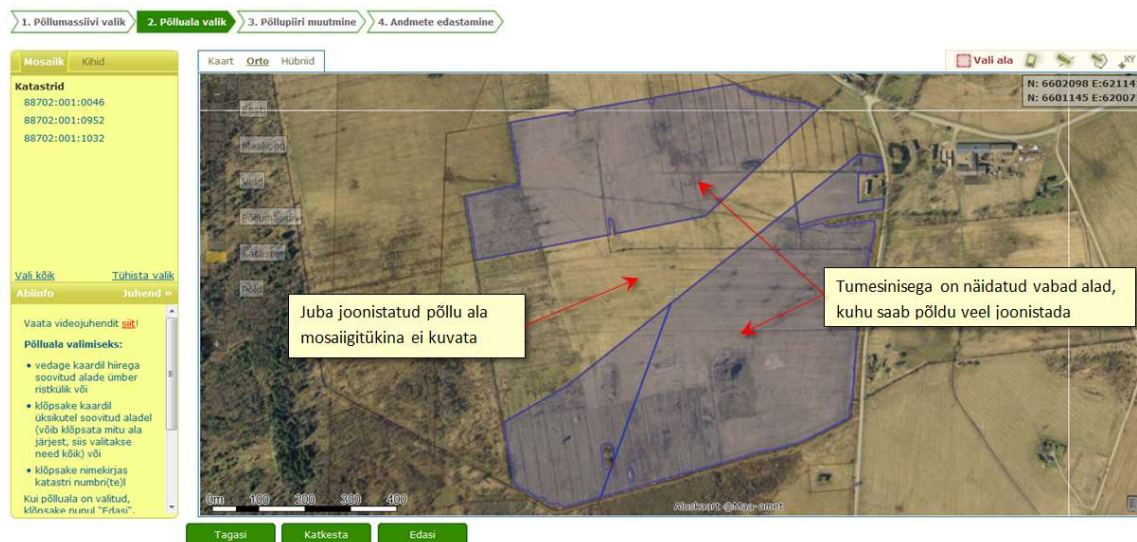 1. Põllumassiivi valik
2. Põlluala valik
3. Põllupiiri muutmine
4. Andmete edastamine
Mosaiik
Kihid
Katastrid
88702:001:0046
88702:001:0952
88702:001:1032
Vali kõik
Tühista valik
Abiinfo
Juhend »
Vaata videojuhendit siit!
Põlluala valimiseks:
• vedage kaardil hiirega
soovitud alade ümber
ristkülik või
• klõpsake kaardil
üksikutel soovitud aladel
(võib klõpsata mitu ala
järjest, siis valitakse
need kõik) või
• klõpsake nimekirjas
katastri numbri(te)l
Kui põlluala on valitud,
klõpsake nupul "Edasi".
Kaart
Orto
Hübriid
Vali ala
XY
N: 6602098 E:62114
N: 6601145 E:62007
Eesti
Maakond
Vald
Põllumassiiv
Kataster
Põld
Juba joonistatud põllu ala
mosaiigitükina ei kuvata
Tumesinisega on näidatud vabad alad,
kuhu saab põldu veel joonistada
0m 100 200 300 400
Aluskaart @Maa-amet
Tagasi
Katkesta
Edasi